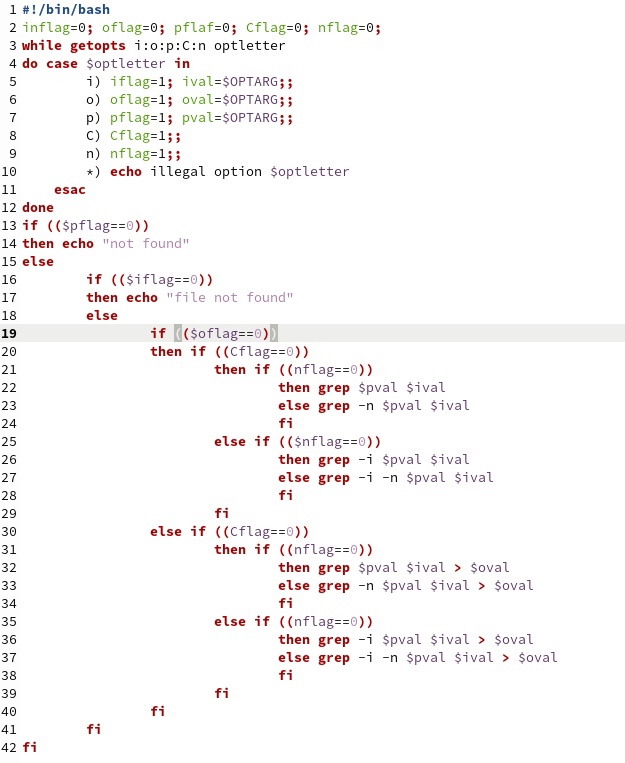 1 #!/bin/bash
2 inflag=0; oflag=0; pflaf=0; Cflag=0; nflag=0;
3 while getopts i:o:p:C:n optletter
4 do case $optletter in
5         i) iflag=1; ival=$OPTARG;;
6         o) oflag=1; oval=$OPTARG;;
7         p) pflag=1; pval=$OPTARG;;
8         C) Cflag=1;;
9         n) nflag=1;;
10         *) echo illegal option $optletter
11     esac
12 done
13 if (($pflag==0))
14 then echo "not found"
15 else
16         if (($iflag==0))
17         then echo "file not found"
18         else
19                 if (($oflag==0))
20                 then if ((Cflag==0))
21                         then if ((nflag==0))
22                                 then grep $pval $ival
23                                 else grep -n $pval $ival
24                                 fi
25                         else if (($nflag==0))
26                                 then grep -i $pval $ival
27                                 else grep -i -n $pval $ival
28                                 fi
29                         fi
30                 else if ((Cflag==0))
31                         then if ((nflag==0))
32                                 then grep $pval $ival > $oval
33                                 else grep -n $pval $ival > $oval
34                                 fi
35                         else if ((nflag==0))
36                                 then grep -i $pval $ival > $oval
37                                 else grep -i -n $pval $ival > $oval
38                                 fi
39                         fi
40                 fi
41         fi
42 fi